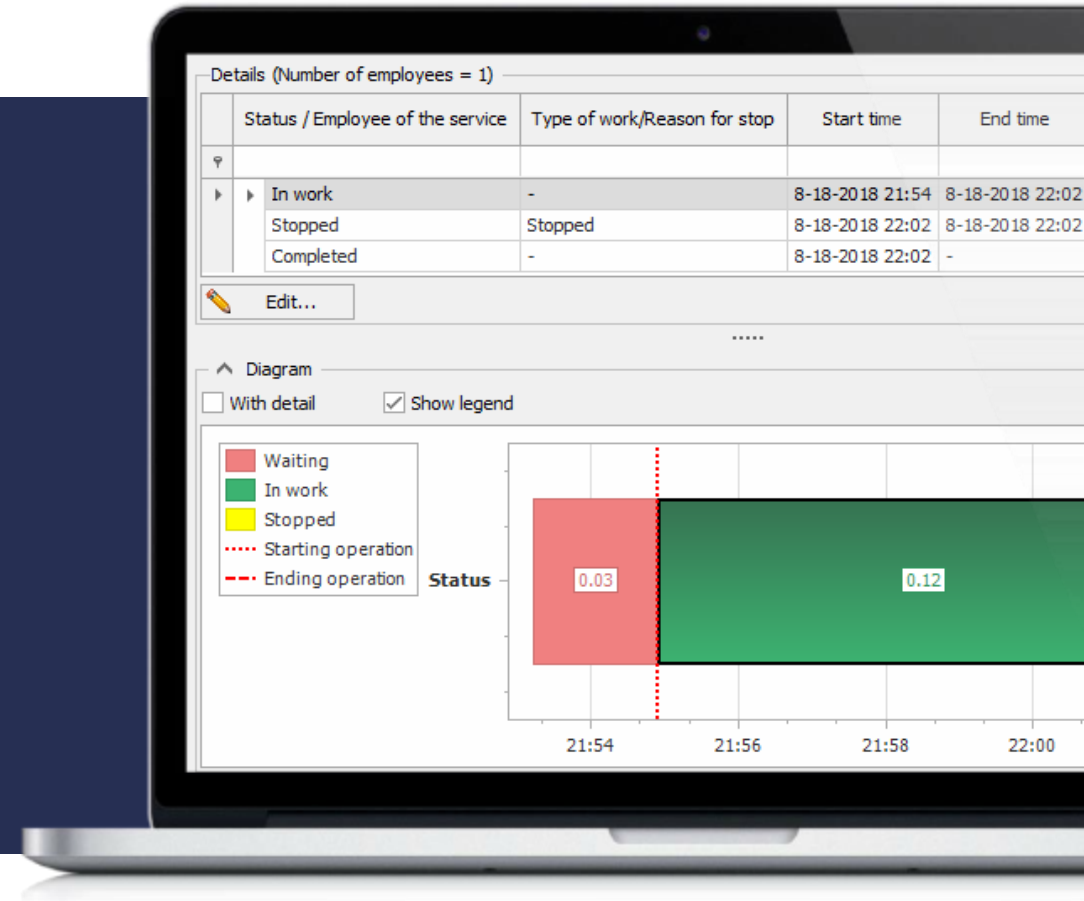 Details (Number of employees = 1)
Status / Employee of the service Type of work/Reason for stop Start time End time
In work - 8-18-2018 21:54 8-18-2018 22:02
Stopped Stopped 8-18-2018 22:02 8-18-2018 22:02
Completed - 8-18-2018 22:02 -
Edit...
Diagram
With detail Show legend
Waiting
In work
Stopped
Starting operation
Ending operation
Status
0.03 0.12
21:54 21:56 21:58 22:00